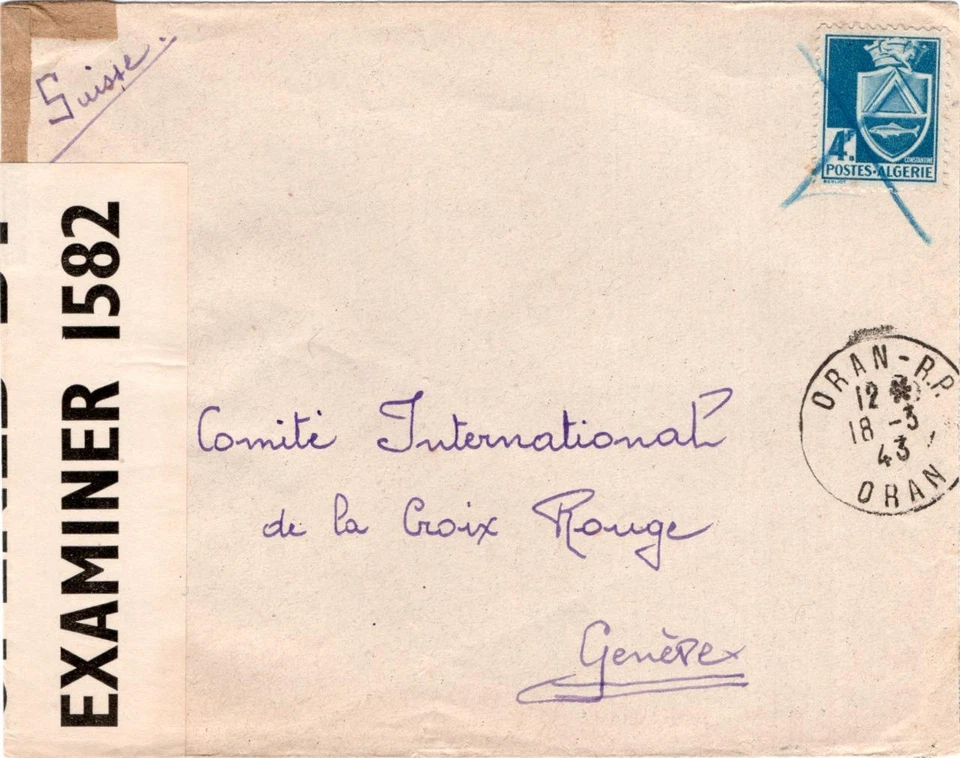 Suisse.
4F
CONSTANTINE
POSTES-ALGERIE
EXAMINER 1582
ORAN-R.P.
12
18-3
43
ORAN
Comité International
de la Croix Rouge
Genève